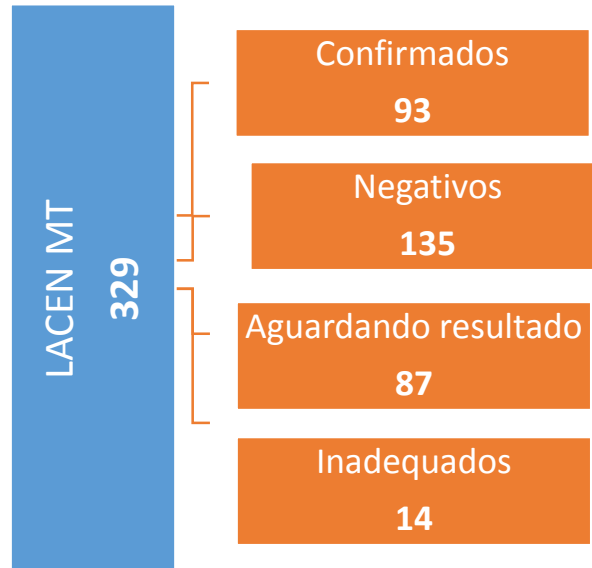 LACEN MT
329
Confirmados
93
Negativos
135
Aguardando resultado
87
Inadequados
14